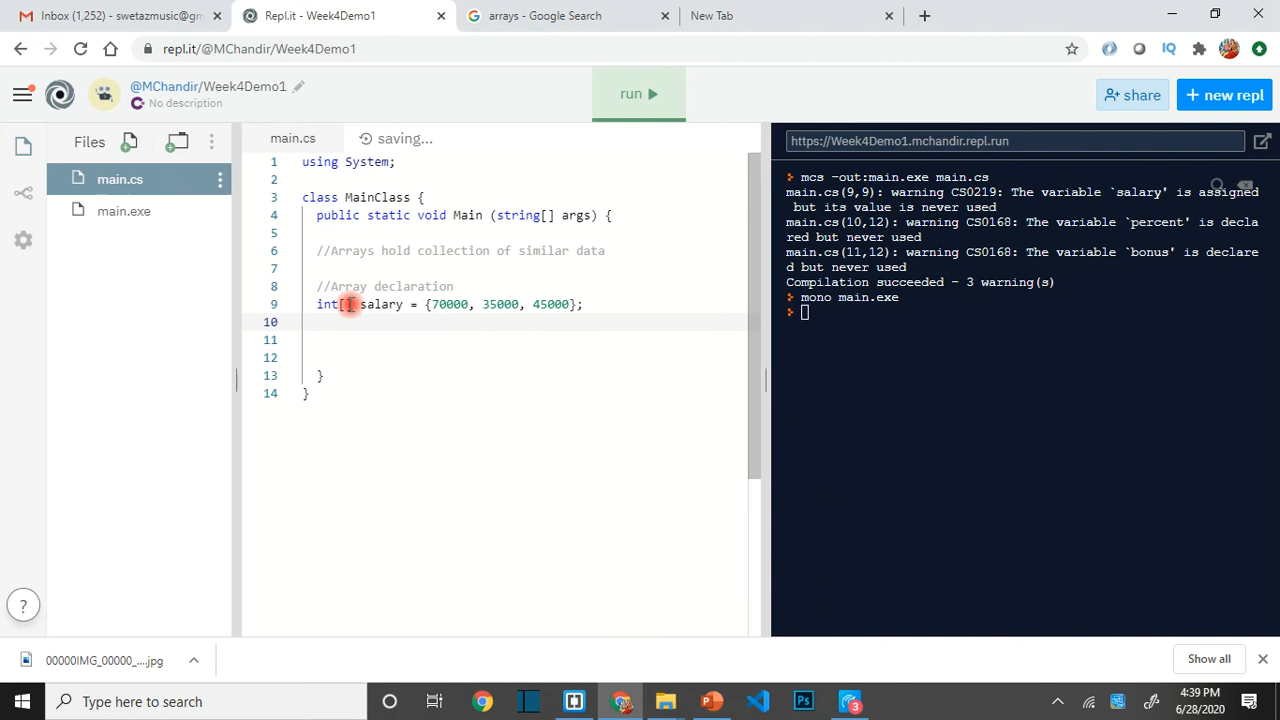 Inbox (1,252) - swetazmusic@gm
Repl.it - Week4Demo1
arrays - Google Search
New Tab
repl.it/@MChandir/Week4Demo1
IQ
@MChandir/Week4Demo1
No description
run
share
+ new repl
Files
main.cs
main.exe
main.cs
saving...
1 using System;
2
3 class MainClass {
4 public static void Main (string[] args) {
5
6 //Arrays hold collection of similar data
7
8 //Array declaration
9 int[] salary = {70000, 35000, 45000};
10
11
12
13 }
14 }
https://Week4Demo1.mchandir.repl.run
mcs -out:main.exe main.cs
main.cs(9,9): warning CS0219: The variable `salary' is assigned
but its value is never used
main.cs(10,12): warning CS0168: The variable `percent' is decla
red but never used
main.cs(11,12): warning CS0168: The variable `bonus' is declare
d but never used
Compilation succeeded - 3 warning(s)
mono main.exe
?
00000IMG_00000_....jpg
Show all
Type here to search
Ps
3
4:39 PM
6/28/2020